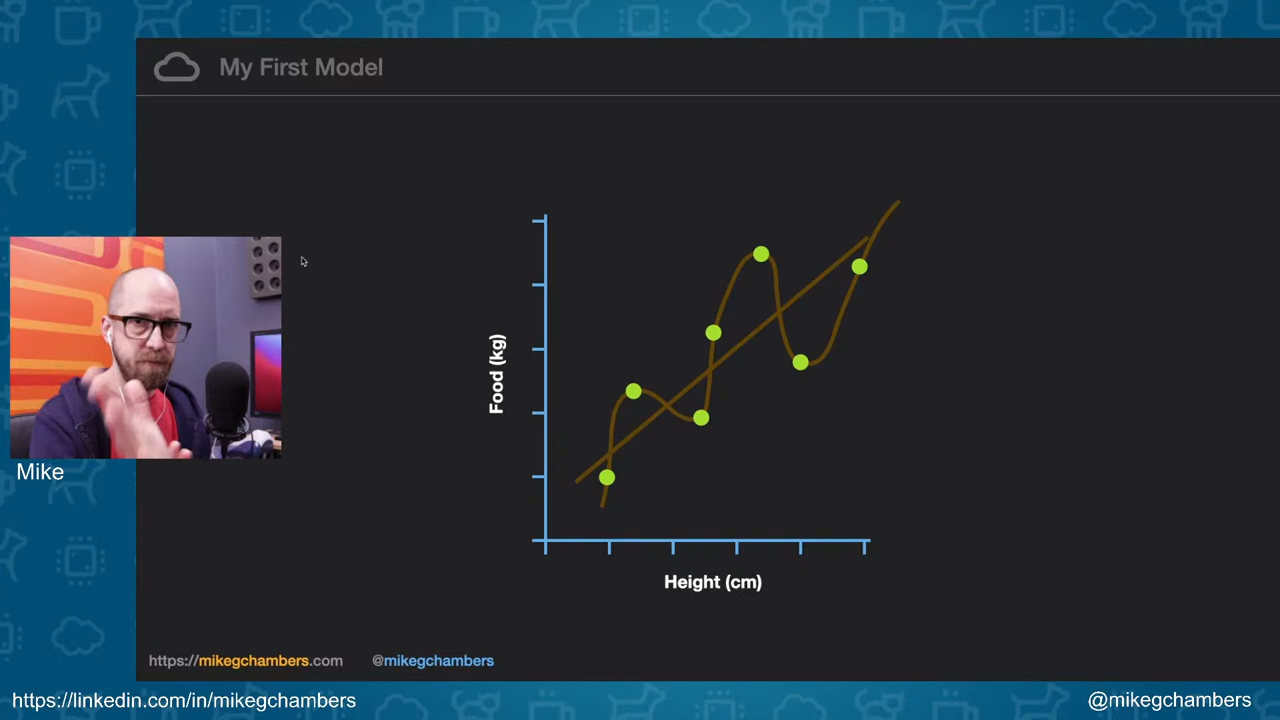 My First Model
Food (kg)
Height (cm)
Mike
https://mikegchambers.com
@mikegchambers
https://linkedin.com/in/mikegchambers
@mikegchambers